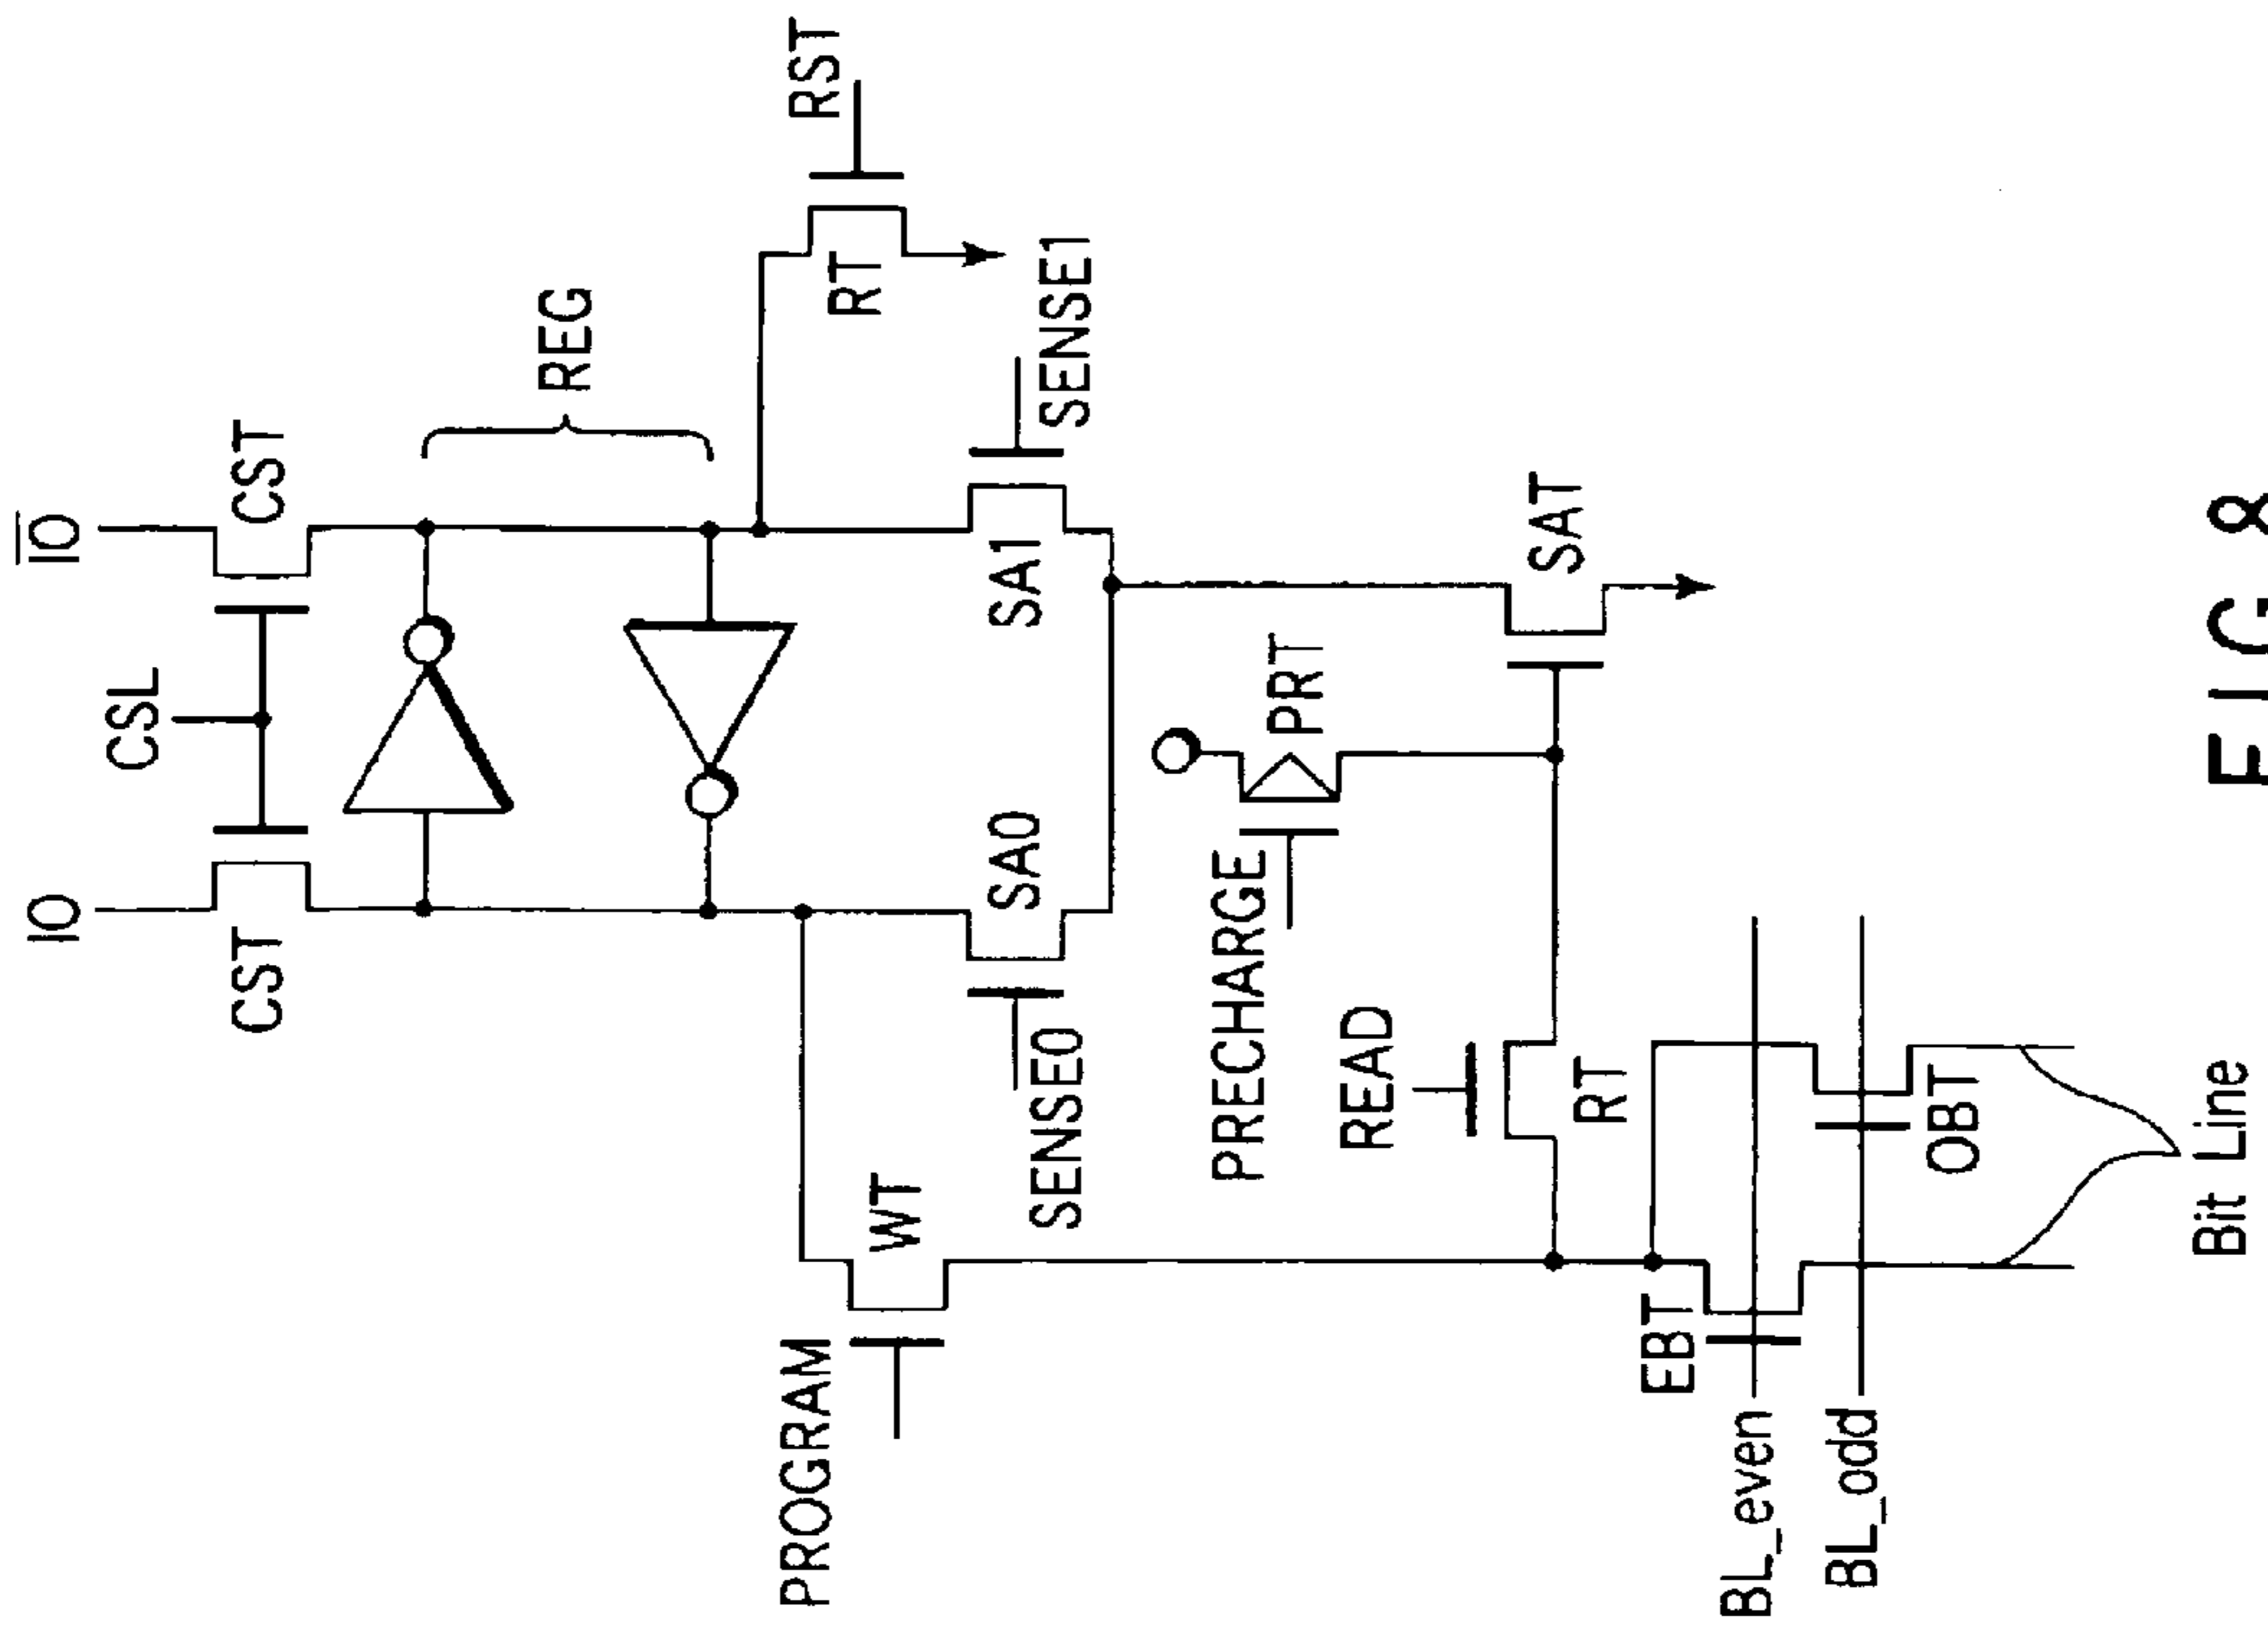 IO
CSL
I̅O̅
CST
CST
REG
RST
RT
SENSE1
SA1
SA0
SENSE0
WT
PROGRAM
PRECHARGE
PRT
SAT
READ
RT
EBT
OBT
BL_even
BL_odd
Bit Line
FIG 8